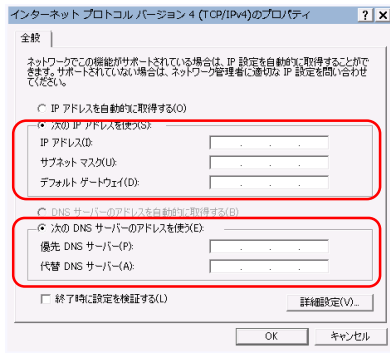 インターネット プロトコル バージョン 4 (TCP/IPv4)のプロパティ
全般
ネットワークでこの機能がサポートされている場合は、IP 設定を自動的に取得することがで
きます。サポートされていない場合は、ネットワーク管理者に適切な IP 設定を問い合わせ
てください。
IP アドレスを自動的に取得する(O)
次の IP アドレスを使う(S):
IP アドレス(I):
サブネット マスク(U):
デフォルト ゲートウェイ(D):
DNS サーバーのアドレスを自動的に取得する(B)
次の DNS サーバーのアドレスを使う(E):
優先 DNS サーバー(P):
代替 DNS サーバー(A):
終了時に設定を検証する(L)
詳細設定(V)...
OK
キャンセル